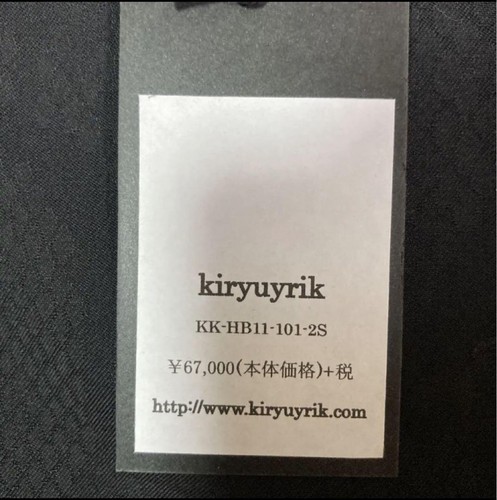 kiryuyrik
KK-HB11-101-2S
¥67,000(本体価格)+税
http://www.kiryuyrik.com